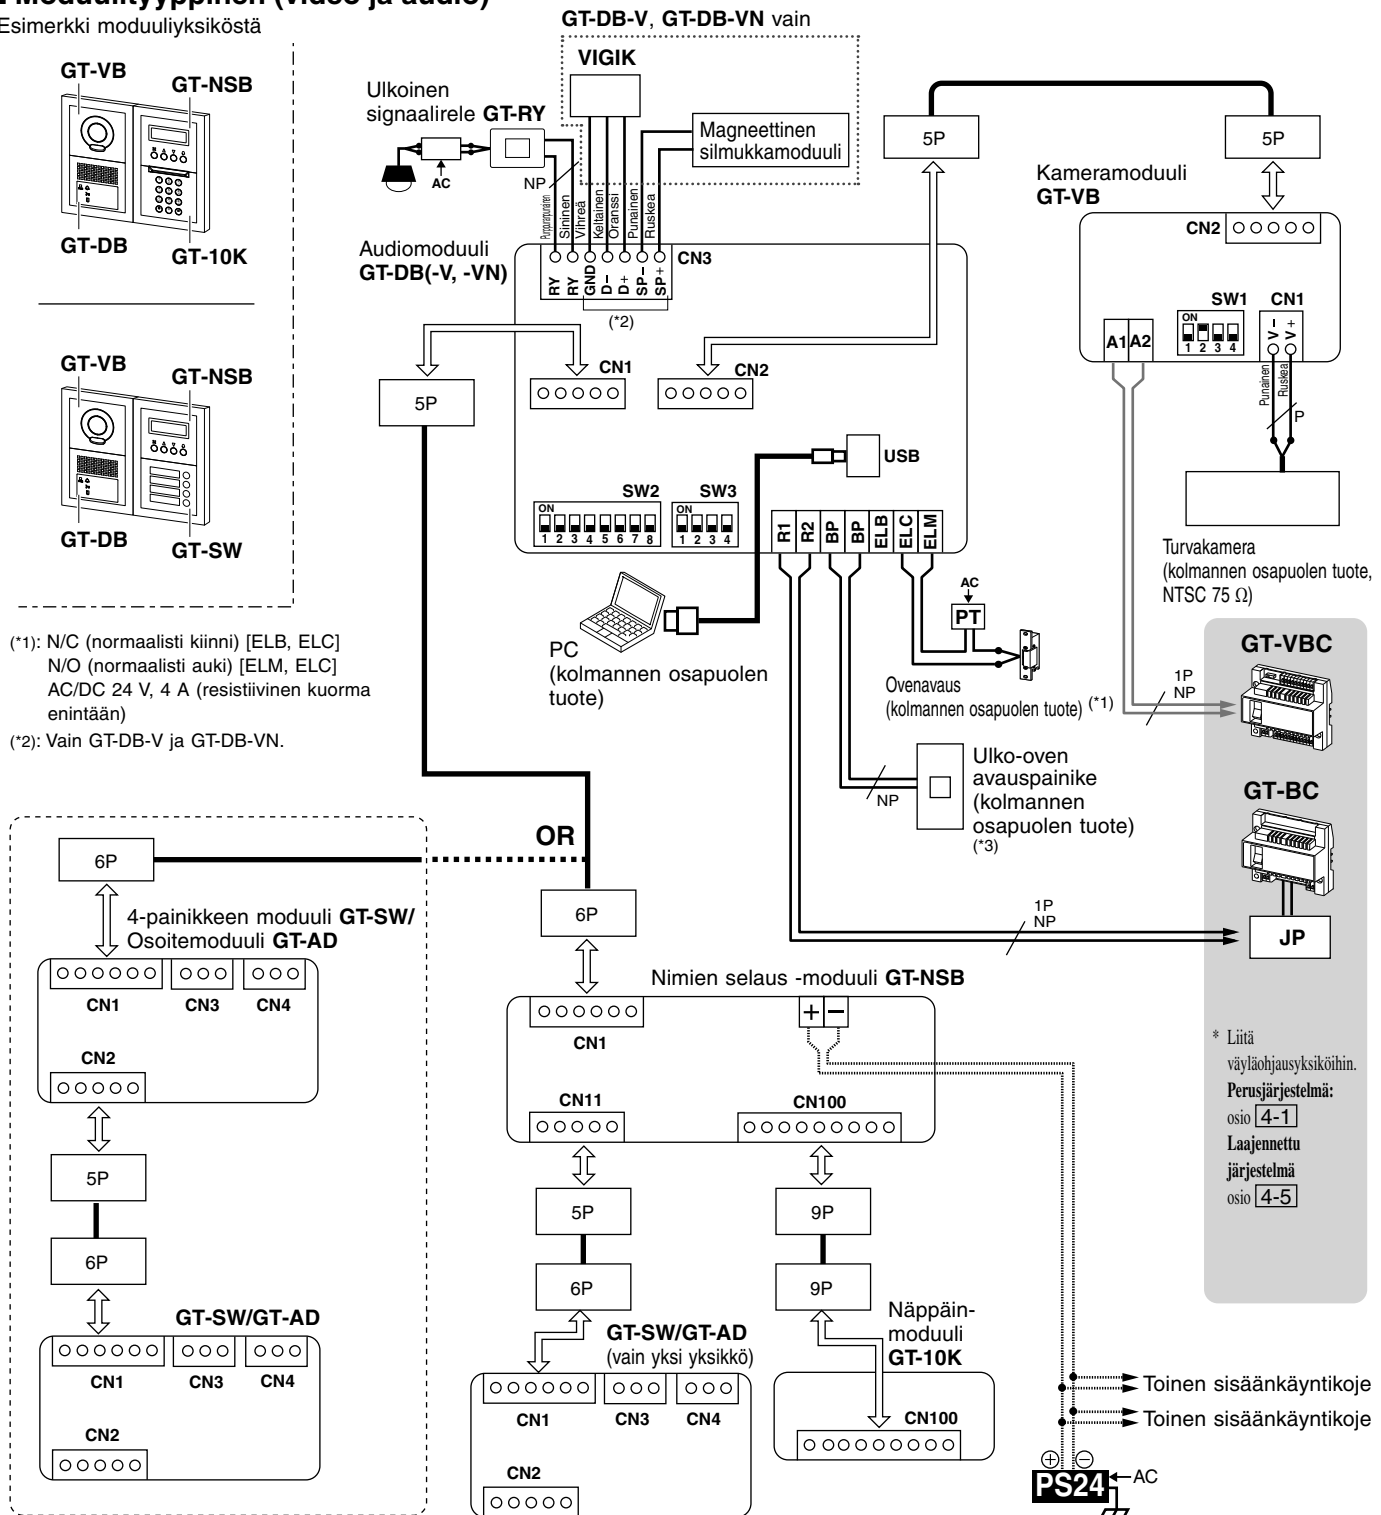 Moduulityyppinen (video ja audio)
Esimerkki moduuliyksiköstä
GT-VB
GT-NSB
GT-DB
GT-10K
GT-VB
GT-NSB
GT-DB
GT-SW
(*1): N/C (normaalisti kiinni) [ELB, ELC]
N/O (normaalisti auki) [ELM, ELC]
AC/DC 24 V, 4 A (resistiivinen kuorma
enintään)
(*2): Vain GT-DB-V ja GT-DB-VN.
GT-DB-V, GT-DB-VN vain
VIGIK
Magneettinen
silmukkamoduuli
Ulkoinen
signaalirele GT-RY
AC
NP
Purppuranpunainen
Sininen
Vihreä
Keltainen
Oranssi
Punainen
Ruskea
Audiomoduuli
GT-DB(-V, -VN)
RY
RY
GND
D−
D+
SP−
SP+
CN3
(*2)
CN1
CN2
5P
USB
SW2
ON
1 2 3 4 5 6 7 8
SW3
ON
1 2 3 4
R1
R2
BP
BP
ELB
ELC
ELM
PC
(kolmannen osapuolen
tuote)
AC
PT
Ovenavaus
(kolmannen osapuolen tuote) (*1)
NP
Ulko-oven
avauspainike
(kolmannen
osapuolen tuote)
(*3)
5P
5P
Kameramoduuli
GT-VB
CN2
SW1
ON
1 2 3 4
CN1
V−
V+
A1
A2
Punainen
Ruskea
P
Turvakamera
(kolmannen osapuolen tuote,
NTSC 75 Ω)
1P
NP
GT-VBC
GT-BC
1P
NP
JP
* Liitä
väyläohjausyksiköihin.
Perusjärjestelmä:
osio 4-1
Laajennettu
järjestelmä
osio 4-5
OR
6P
4-painikkeen moduuli GT-SW/
Osoitemoduuli GT-AD
CN1
CN3
CN4
CN2
5P
6P
GT-SW/GT-AD
CN1
CN3
CN4
CN2
6P
Nimien selaus -moduuli GT-NSB
CN1
+
−
CN11
CN100
5P
6P
GT-SW/GT-AD
(vain yksi yksikkö)
CN1
CN3
CN4
CN2
9P
9P
Näppäin-
moduuli
GT-10K
CN100
Toinen sisäänkäyntikoje
Toinen sisäänkäyntikoje
+
−
PS24
AC